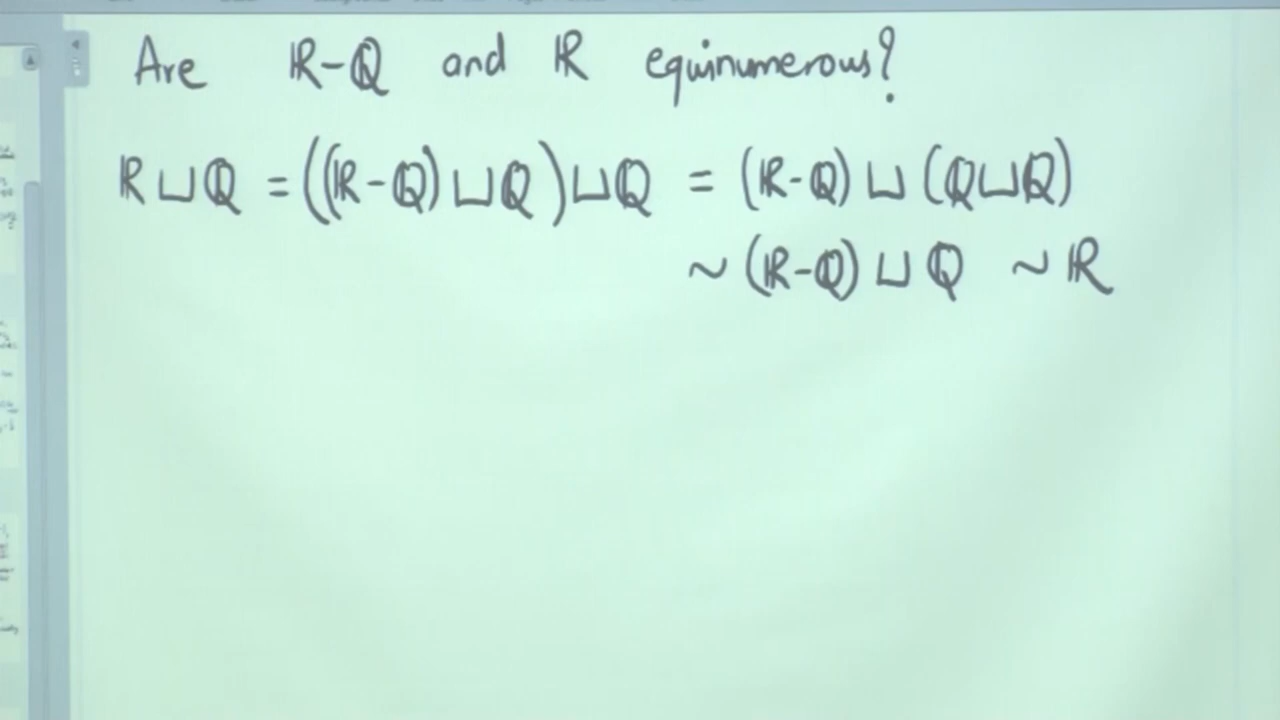 Are ℝ-ℚ and ℝ equinumerous?
ℝ ⊔ ℚ = ((ℝ-ℚ) ⊔ ℚ) ⊔ ℚ = (ℝ-ℚ) ⊔ (ℚ ⊔ ℚ)
~ (ℝ-ℚ) ⊔ ℚ ~ ℝ